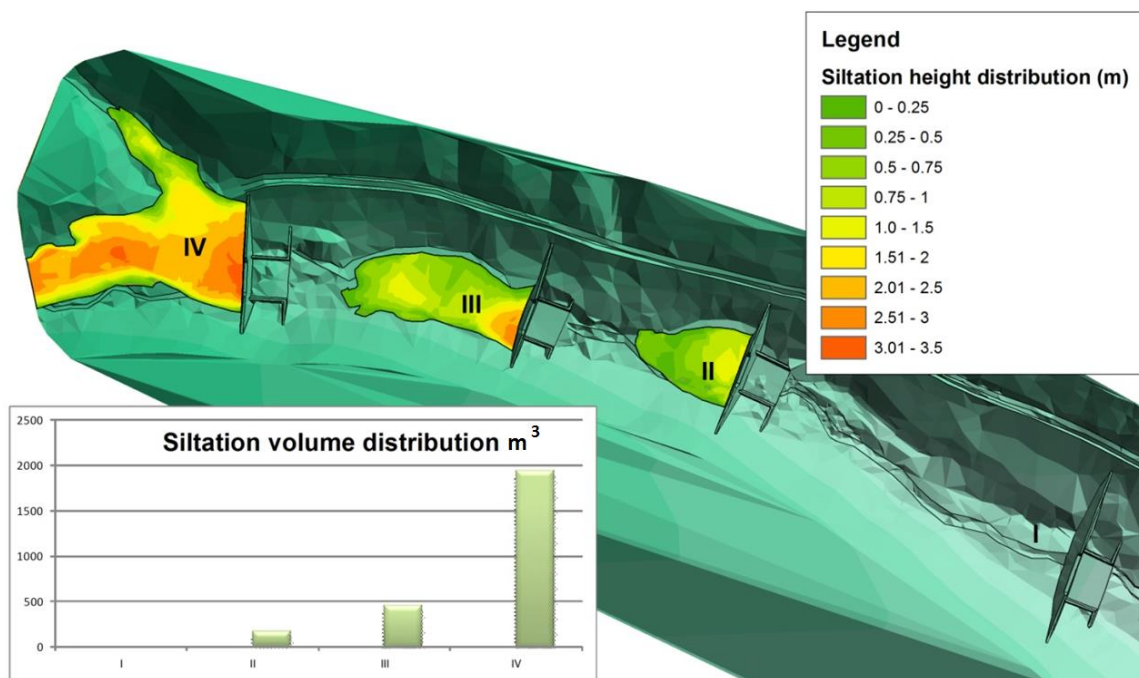 Legend
Siltation height distribution (m)
0 - 0.25
0.25 - 0.5
0.5 - 0.75
0.75 - 1
1.0 - 1.5
1.51 - 2
2.01 - 2.5
2.51 - 3
3.01 - 3.5
IV
III
II
I
Siltation volume distribution m³
2500
2000
1500
1000
500
0
I II III IV